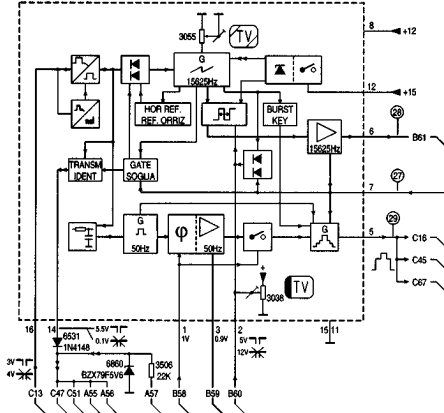 3055 TV
8 +12
G
15625Hz
12 +15
HOR REF.
REF. ORRIZ.
BURST
KEY
28
15625Hz
6 B61
TRANSM
IDENT
GATE
SOGLIA
27
7
29
G
50Hz
φ
50Hz
G
5 C16
C45
C67
3038 TV
16 14 1 3 2 15 11
5.5V
0.1V
1V 0.9V 5V
12V
6531
1N4148
3V
4V
6860
BZX79F5V6
3506
22K
C13 C47 C51 A55 A56 A57 B58 B59 B60